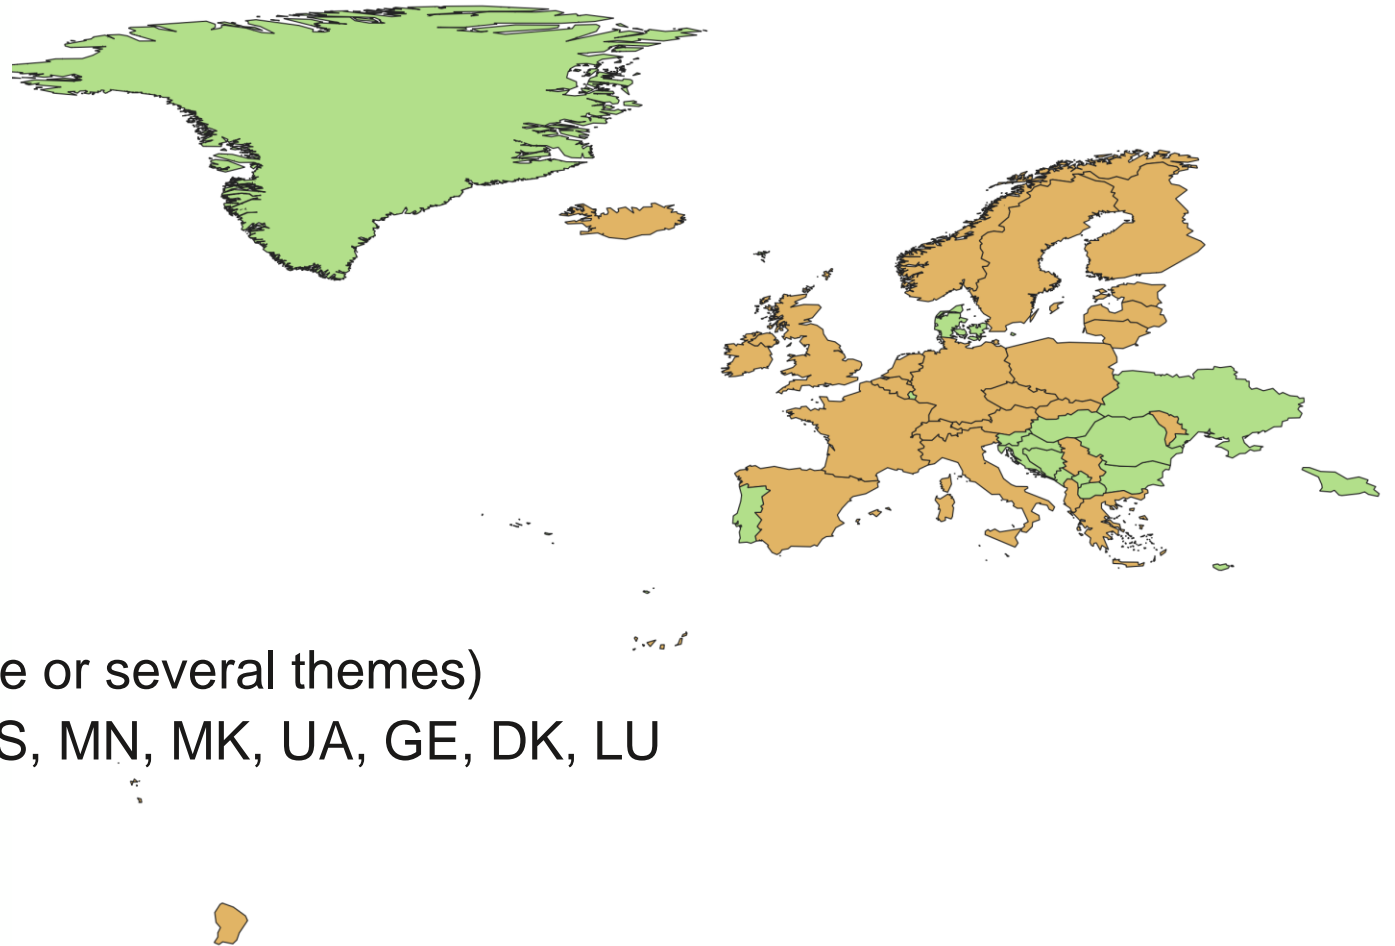 e or several themes)
S, MN, MK, UA, GE, DK, LU